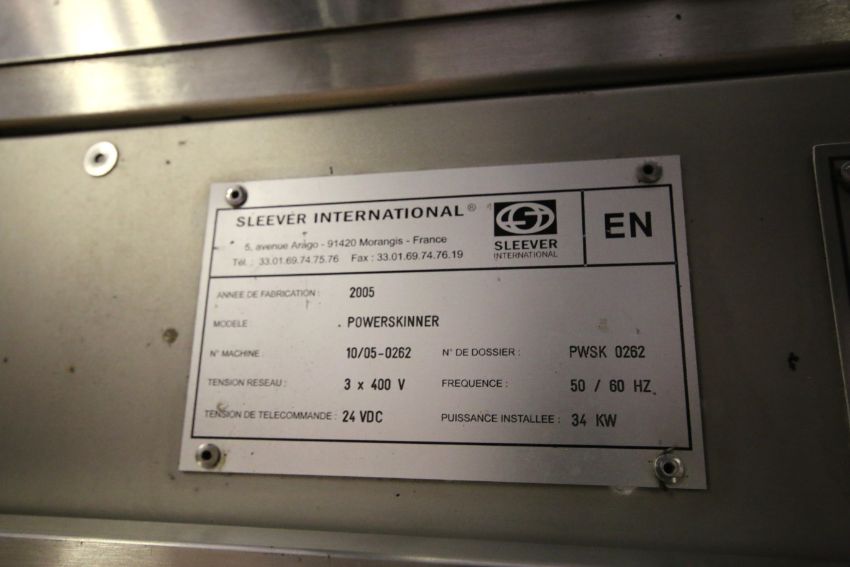 SLEEVER INTERNATIONAL®
5, avenue Arago - 91420 Morangis - France
Tél. : 33.01.69.74.75.76 Fax : 33.01.69.74.76.19
SLEEVER
INTERNATIONAL
EN
ANNEE DE FABRICATION : 2005
MODELE : POWERSKINNER
N° MACHINE : 10/05-0262 N° DE DOSSIER : PWSK 0262
TENSION RESEAU : 3 x 400 V FREQUENCE : 50 / 60 HZ
TENSION DE TELECOMMANDE : 24 VDC PUISSANCE INSTALLEE : 34 KW